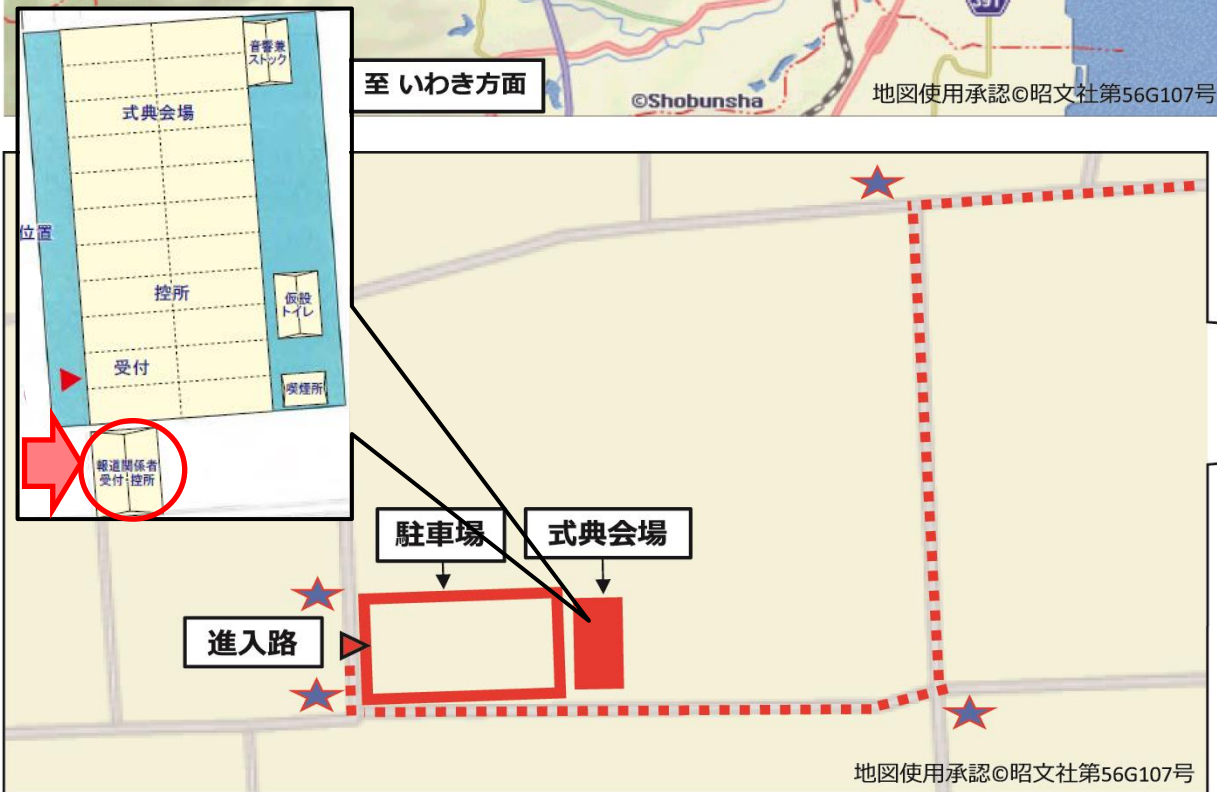 391
©Shobunsha
地図使用承認©昭文社第56G107号
至 いわき方面
音響兼
ストック
式典会場
位置
控所
仮設
トイレ
受付
喫煙所
報道関係者
受付・控所
駐車場
式典会場
進入路
地図使用承認©昭文社第56G107号